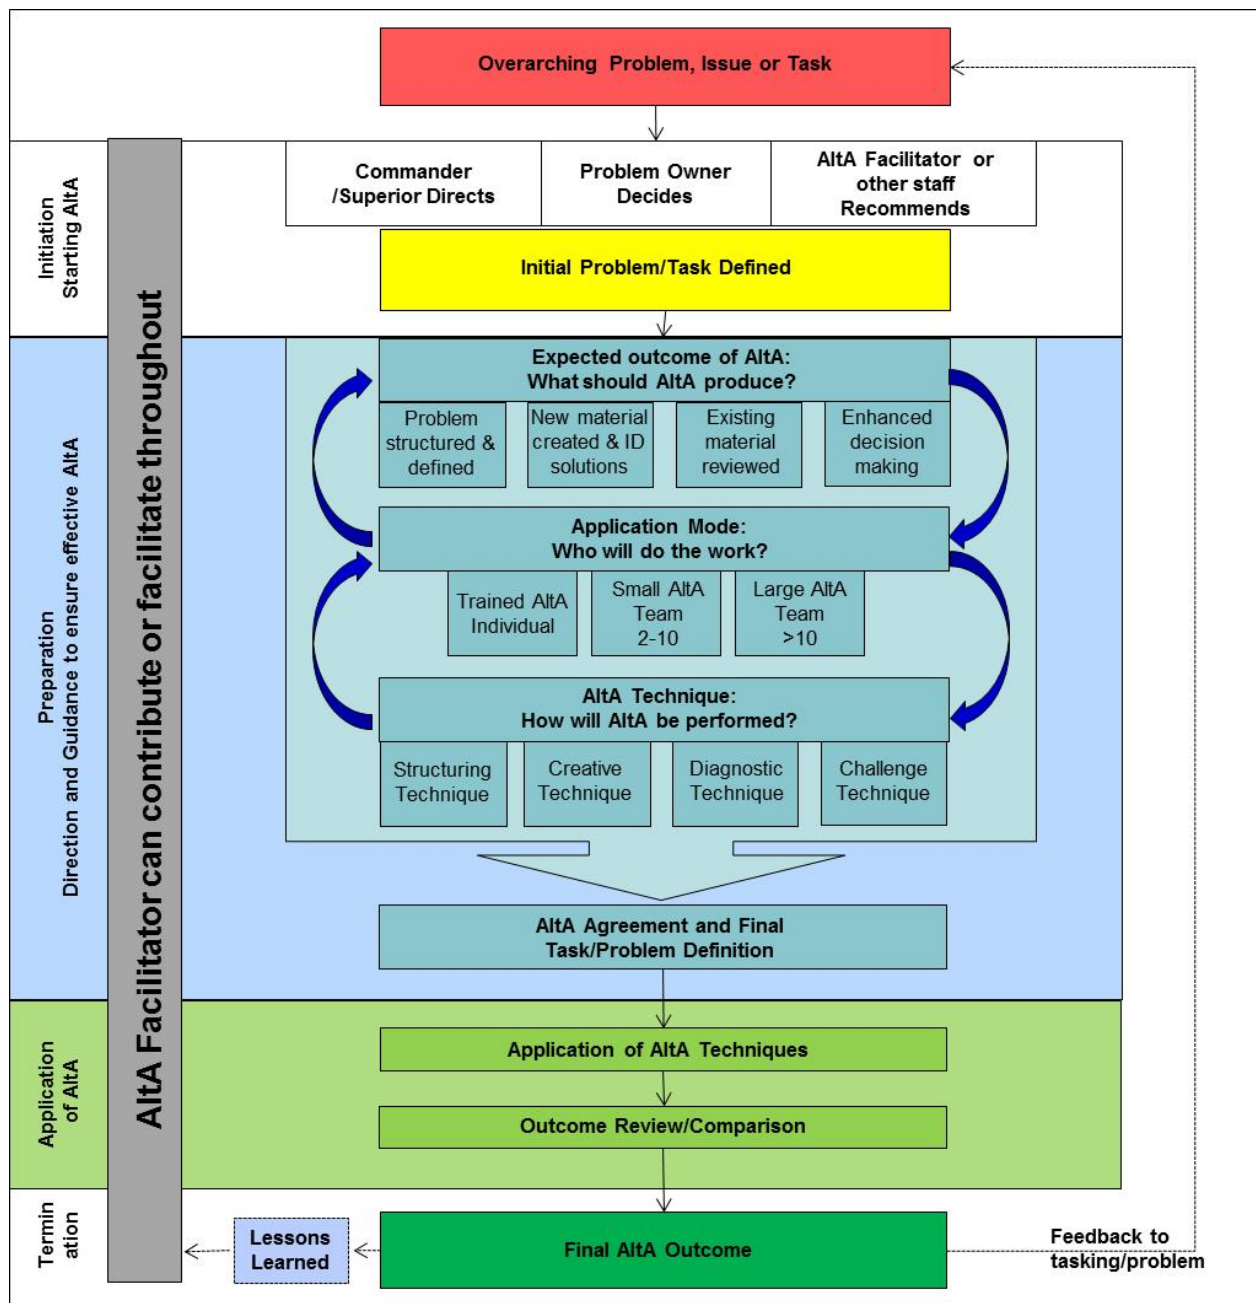 Overarching Problem, Issue or Task
Initiation
Starting AltA
Commander
/Superior Directs
Problem Owner
Decides
AltA Facilitator or
other staff
Recommends
Initial Problem/Task Defined
AltA Facilitator can contribute or facilitate throughout
Preparation
Direction and Guidance to ensure effective AltA
Expected outcome of AltA:
What should AltA produce?
Problem
structured &
defined
New material
created & ID
solutions
Existing
material
reviewed
Enhanced
decision
making
Application Mode:
Who will do the work?
Trained AltA
Individual
Small AltA
Team
2-10
Large AltA
Team
>10
AltA Technique:
How will AltA be performed?
Structuring
Technique
Creative
Technique
Diagnostic
Technique
Challenge
Technique
AltA Agreement and Final
Task/Problem Definition
Application
of AltA
Application of AltA Techniques
Outcome Review/Comparison
Termin
ation
Lessons
Learned
Final AltA Outcome
Feedback to
tasking/problem